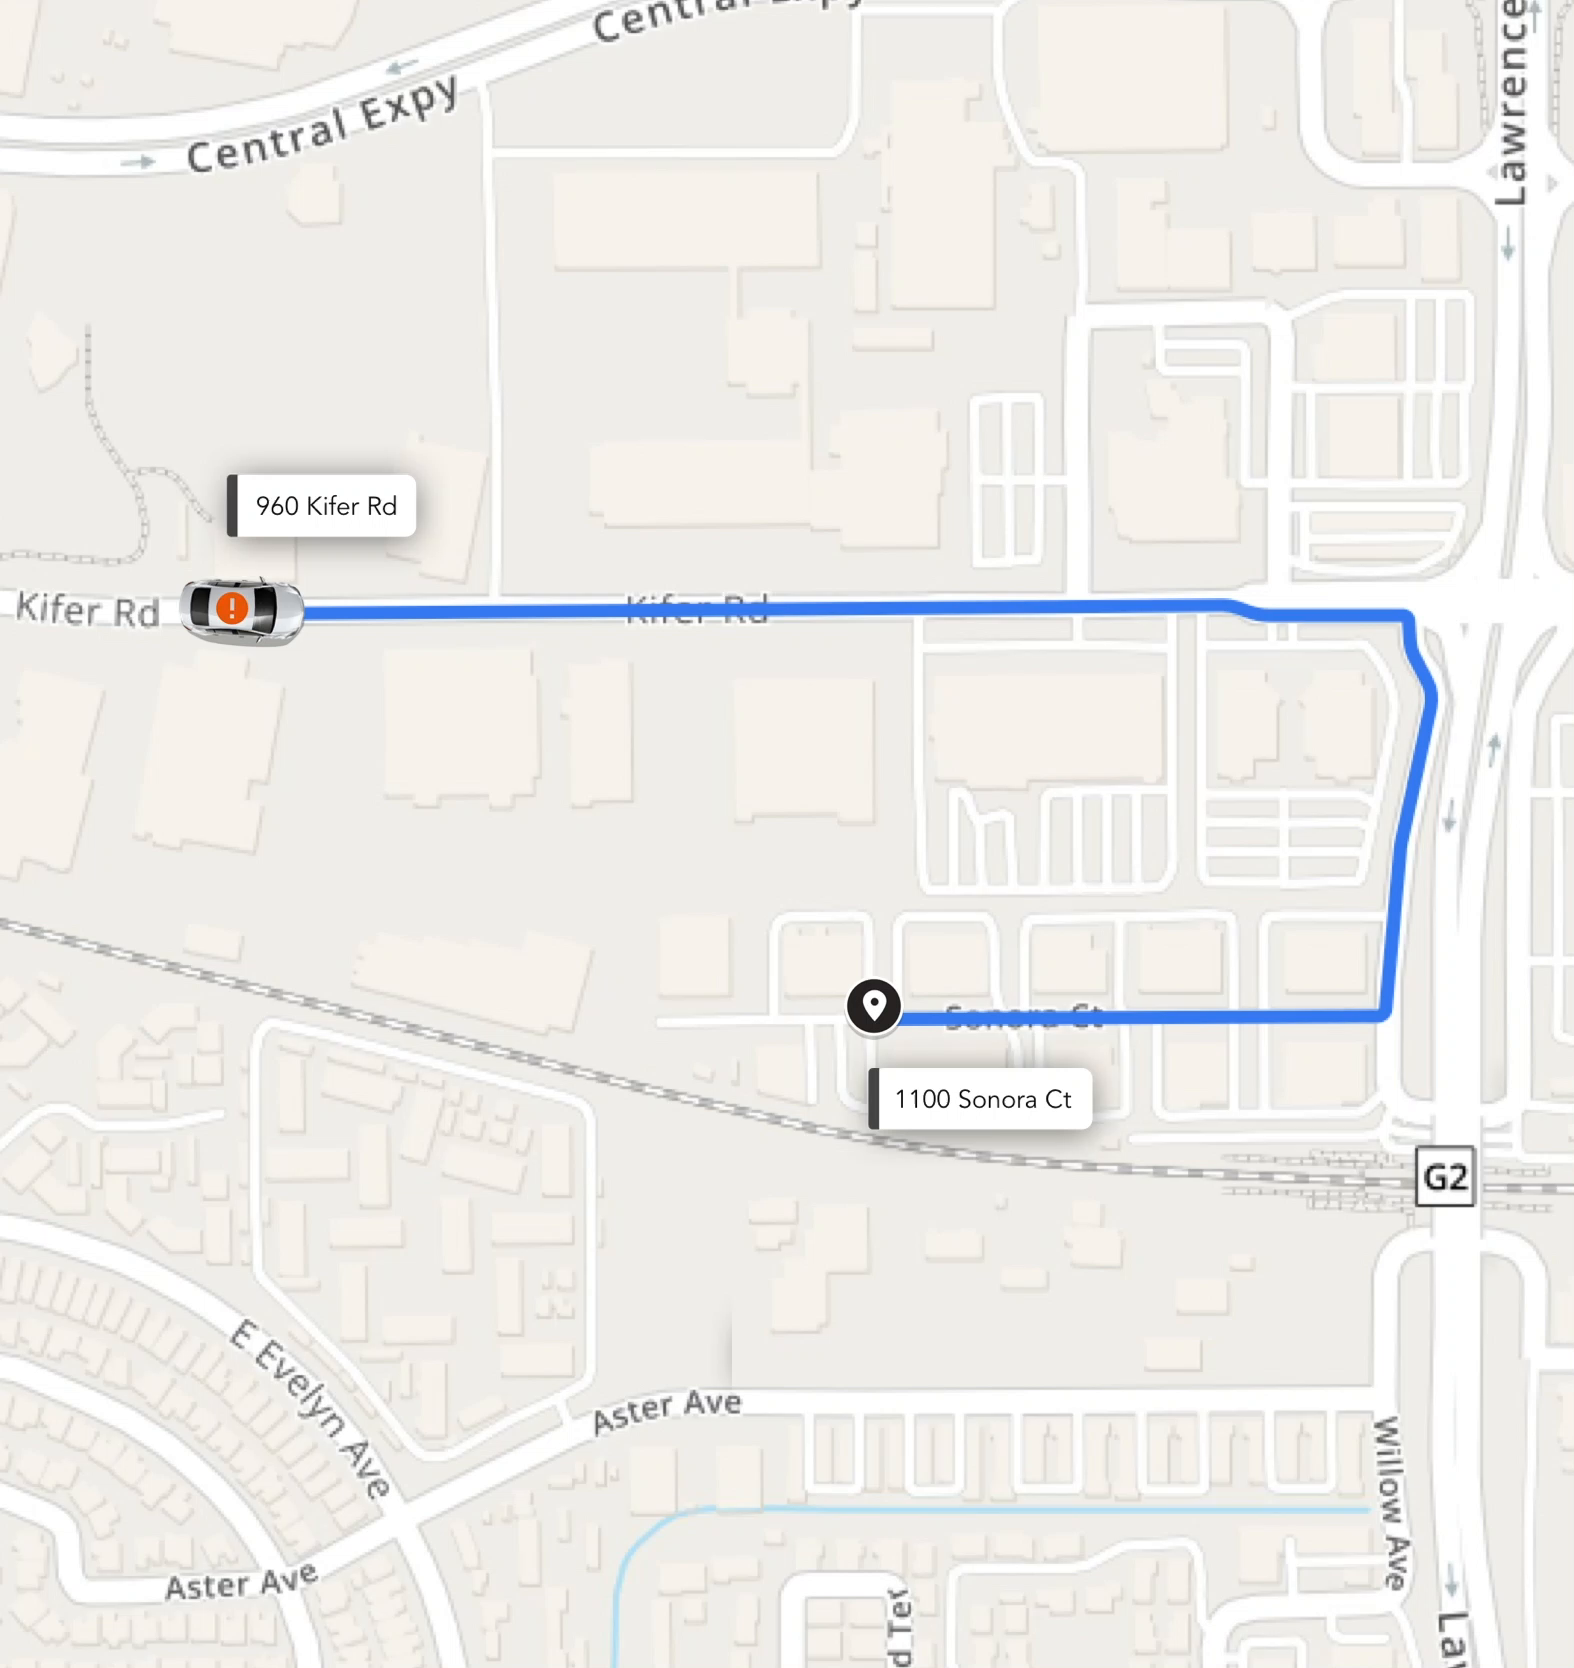 Central Expy
Central Expy
Lawrence
960 Kifer Rd
Kifer Rd
!
Kifer Rd
Sonora Ct
1100 Sonora Ct
G2
E Evelyn Ave
Aster Ave
Willow Ave
Aster Ave